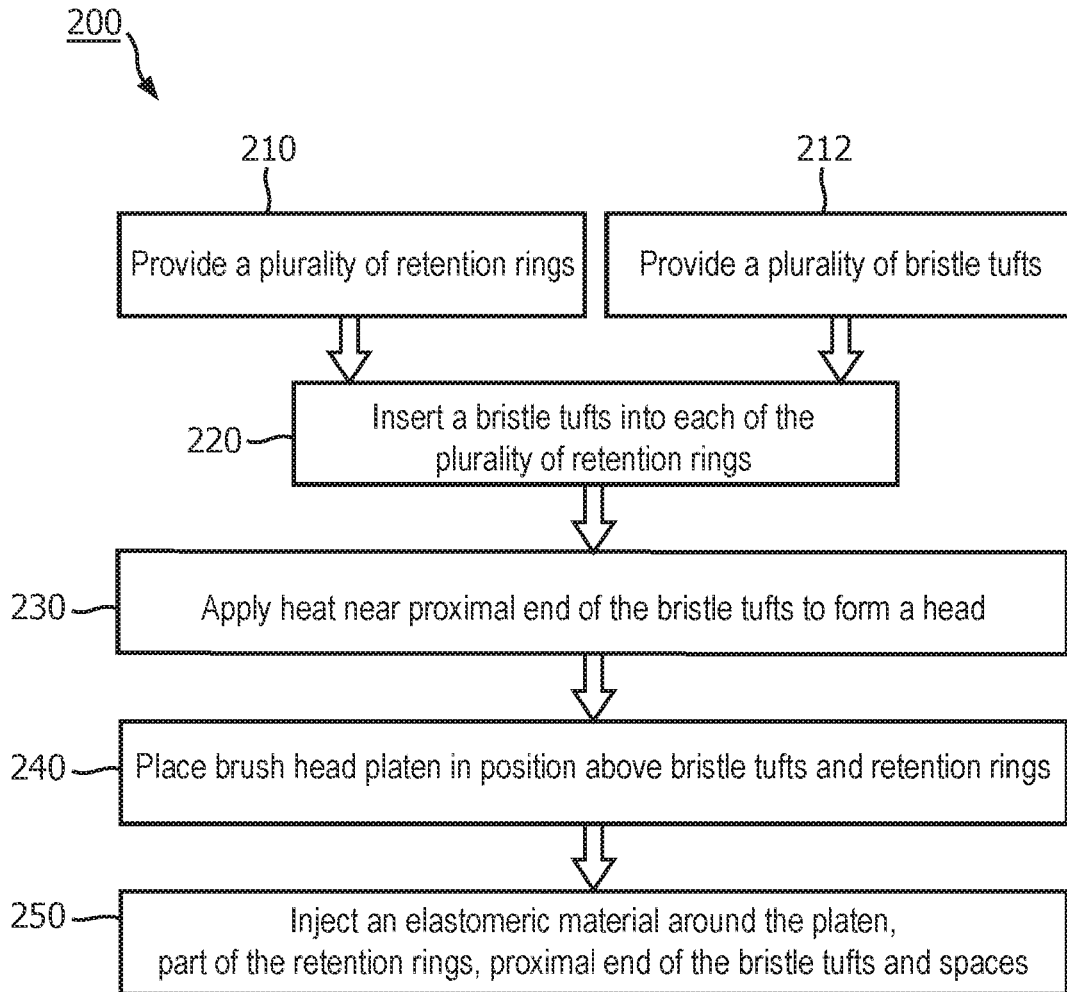 200
210
212
Provide a plurality of retention rings
Provide a plurality of bristle tufts
220
Insert a bristle tufts into each of the
plurality of retention rings
230
Apply heat near proximal end of the bristle tufts to form a head
240
Place brush head platen in position above bristle tufts and retention rings
250
Inject an elastomeric material around the platen,
part of the retention rings, proximal end of the bristle tufts and spaces